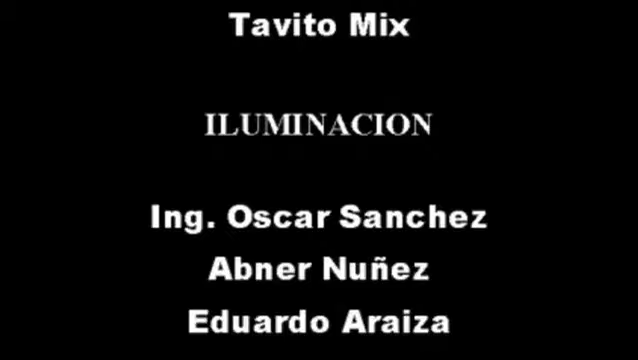 Tavito Mix
ILUMINACION
Ing. Oscar Sanchez
Abner Nuñez
Eduardo Araiza